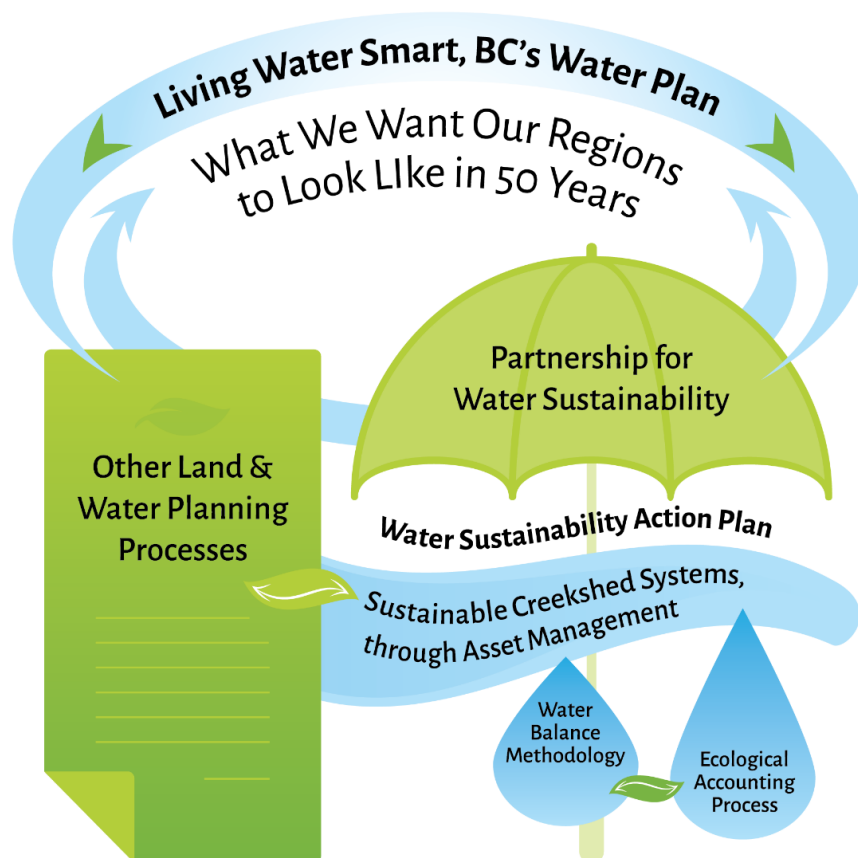 Living Water Smart, BC's Water Plan
What We Want Our Regions
to Look LIke in 50 Years
Partnership for
Water Sustainability
Other Land &
Water Planning
Processes
Water Sustainability Action Plan
Sustainable Creekshed Systems,
through Asset Management
Water
Balance
Methodology
Ecological
Accounting
Process